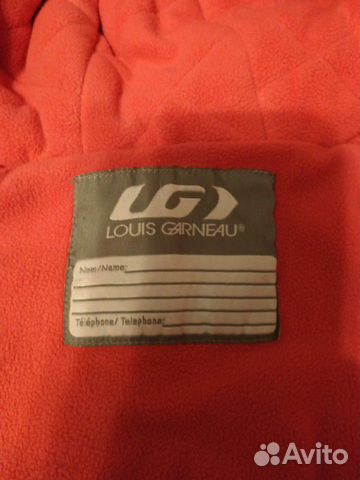 LG
LOUIS GARNEAU®
Nom/Name:
Téléphone/ Telephone:
Avito